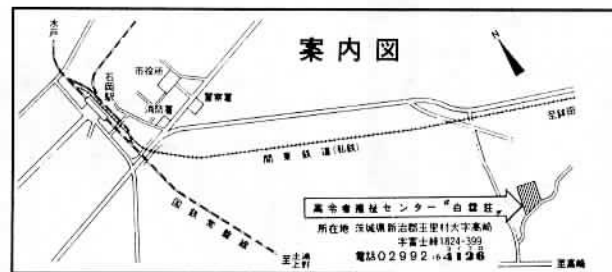 案内図
N
水戸
石岡駅
市役所
消防署
警察署
至鉾田
関東鉄道(私鉄)
国鉄常磐線
至土浦
上野
高令者福祉センター“白雲荘”
所在地 茨城県新治郡玉里村大字高崎
字富士峰1824-399
電話02992-6-4126
至高崎